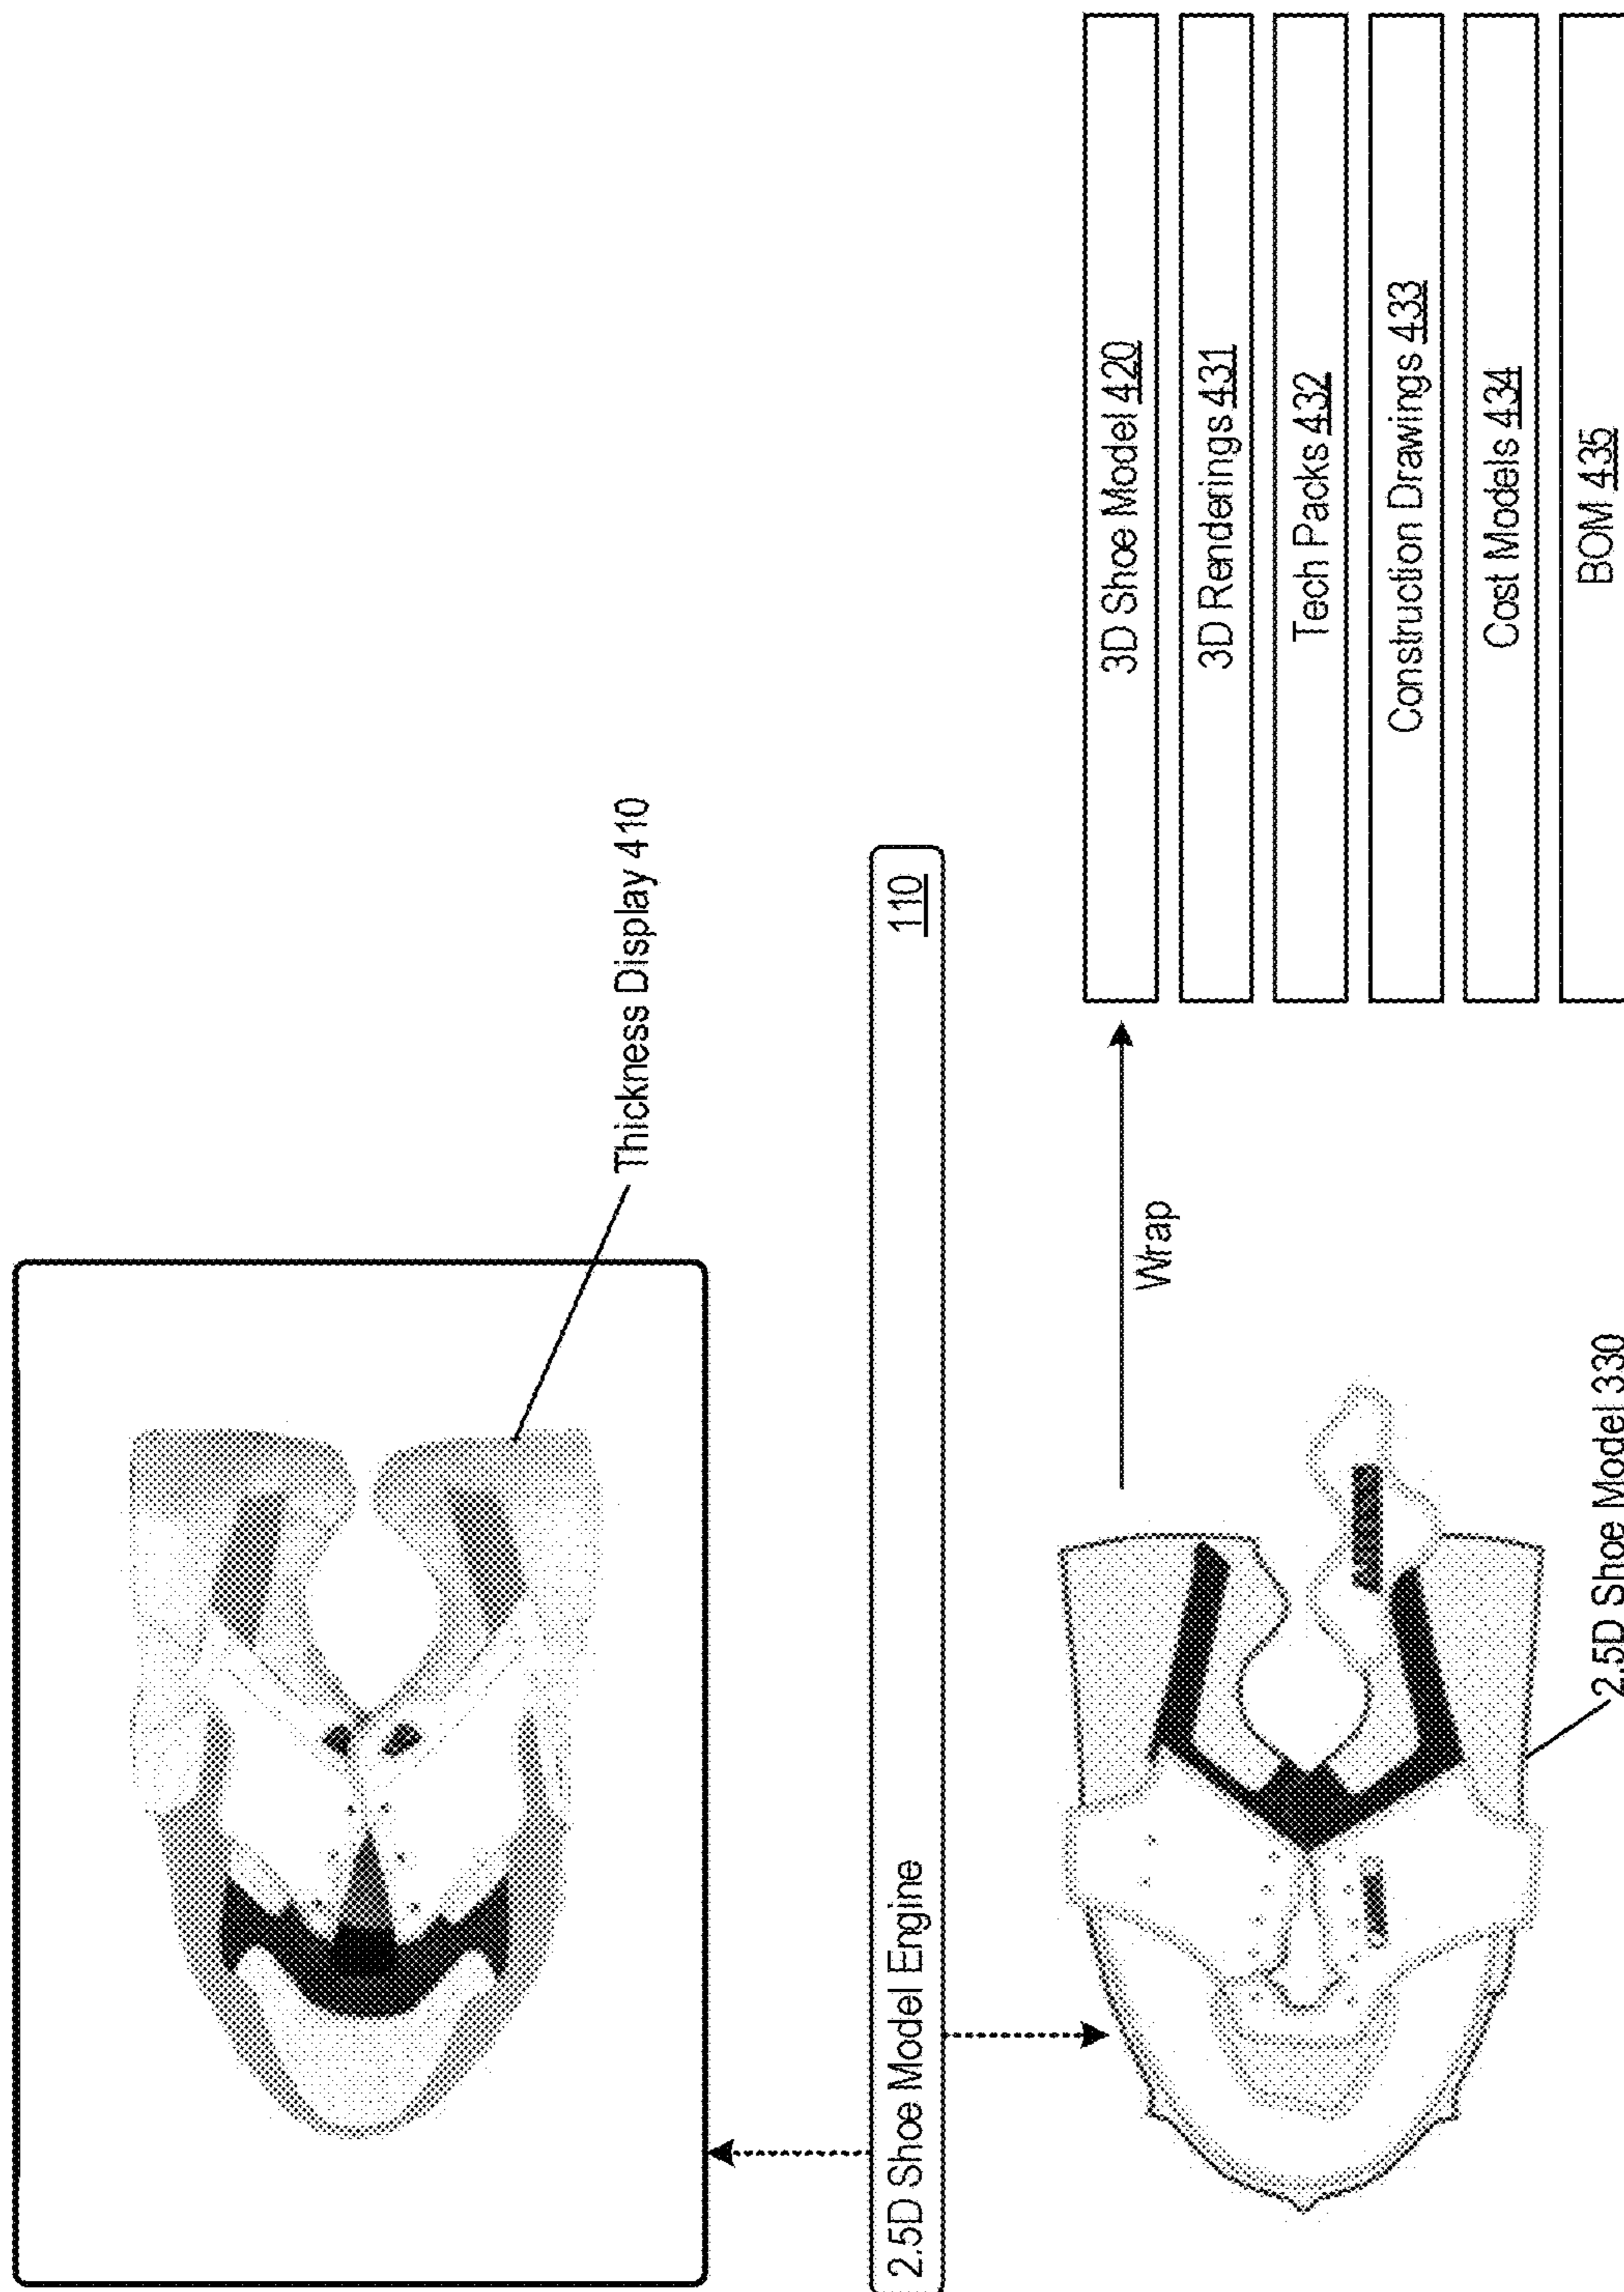 Thickness Display 410
2.5D Shoe Model Engine 110
Wrap
2.5D Shoe Model 330
3D Shoe Model 420
3D Renderings 431
Tech Packs 432
Construction Drawings 433
Cost Models 434
BOM 435